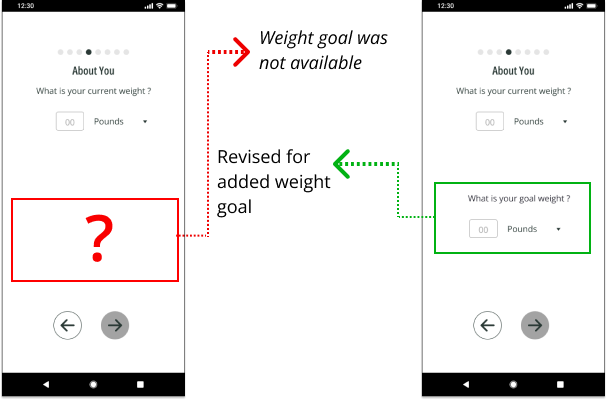 12:30
About You
What is your current weight ?
00 Pounds
?
Weight goal was
not available
Revised for
added weight
goal
12:30
About You
What is your current weight ?
00 Pounds
What is your goal weight ?
00 Pounds